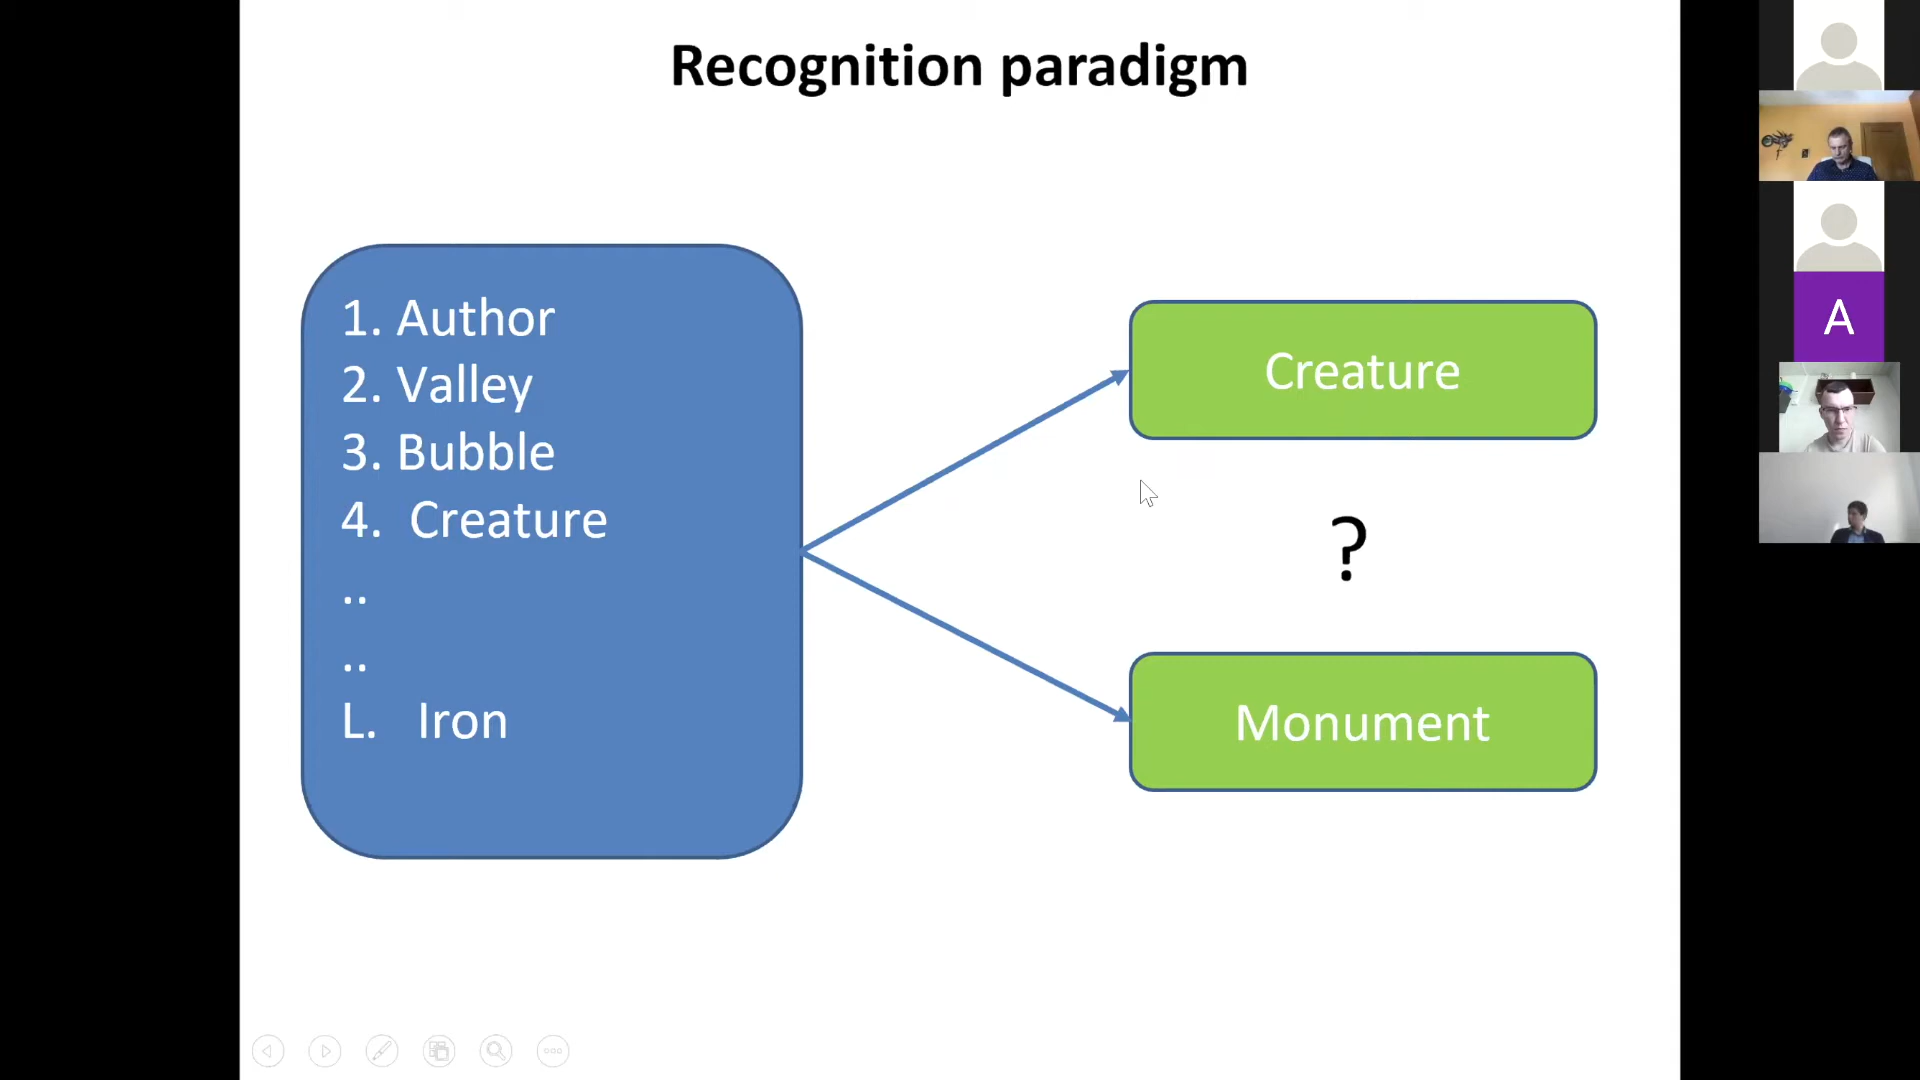 Recognition paradigm
1. Author
2. Valley
3. Bubble
4. Creature
..
..
L. Iron
Creature
?
Monument
A